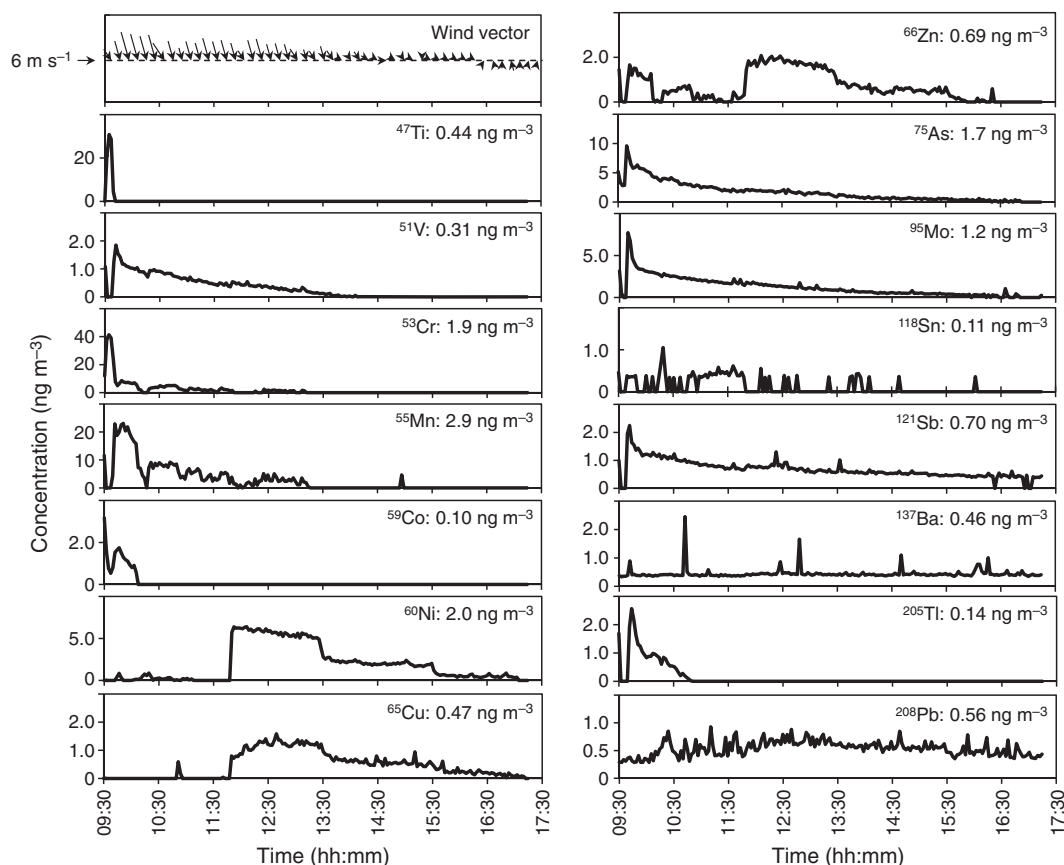 Wind vector
6 m s⁻¹
⁴⁷Ti: 0.44 ng m⁻³
20
0
⁵¹V: 0.31 ng m⁻³
2.0
1.0
0
⁵³Cr: 1.9 ng m⁻³
40
20
0
⁵⁵Mn: 2.9 ng m⁻³
20
10
0
⁵⁹Co: 0.10 ng m⁻³
2.0
0
⁶⁰Ni: 2.0 ng m⁻³
5.0
0
⁶⁵Cu: 0.47 ng m⁻³
2.0
1.0
0
Concentration (ng m⁻³)
09:30 10:30 11:30 12:30 13:30 14:30 15:30 16:30 17:30
Time (hh:mm)
⁶⁶Zn: 0.69 ng m⁻³
2.0
0
⁷⁵As: 1.7 ng m⁻³
10
5
0
⁹⁵Mo: 1.2 ng m⁻³
5.0
0
¹¹⁸Sn: 0.11 ng m⁻³
1.0
0
¹²¹Sb: 0.70 ng m⁻³
2.0
1.0
0
¹³⁷Ba: 0.46 ng m⁻³
2.0
1.0
0
²⁰⁵Tl: 0.14 ng m⁻³
2.0
1.0
0
²⁰⁸Pb: 0.56 ng m⁻³
1.0
0.5
0
09:30 10:30 11:30 12:30 13:30 14:30 15:30 16:30 17:30
Time (hh:mm)